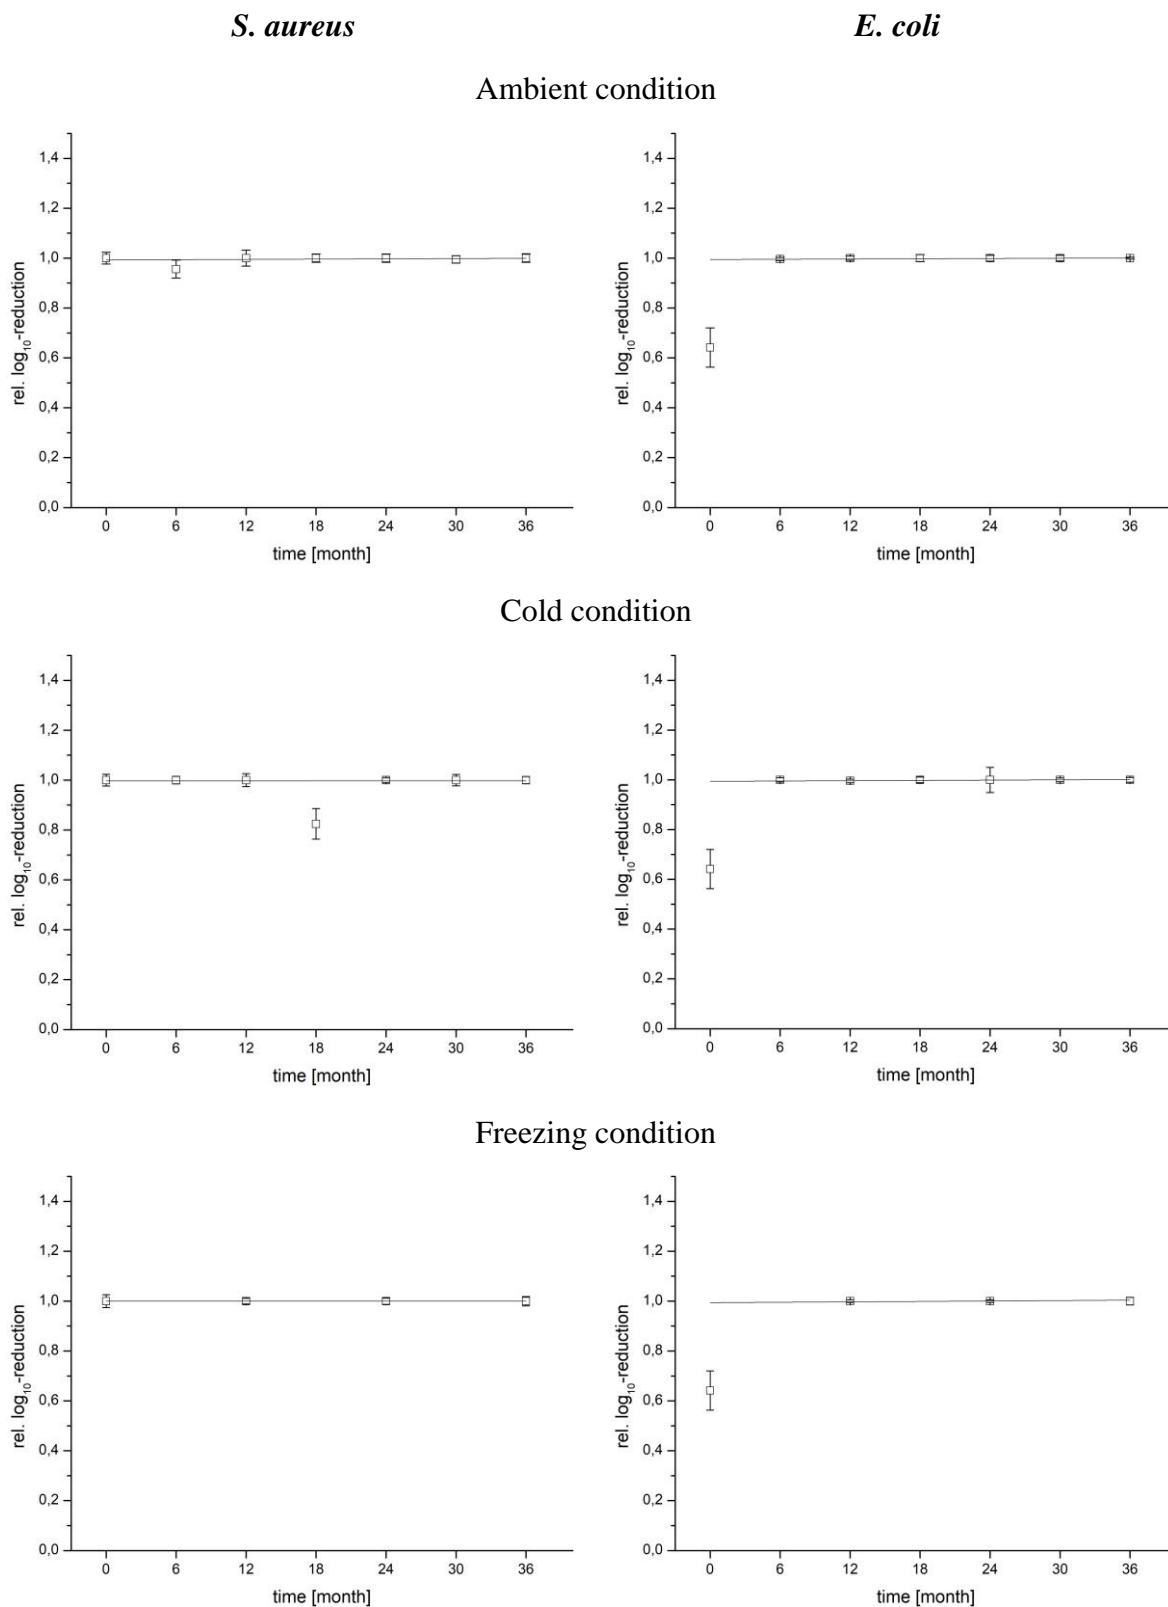 S. aureus E. coli
Ambient condition
rel. log10-reduction
1,4
1,2
1,0
0,8
0,6
0,4
0,2
0,0
0 6 12 18 24 30 36
time [month]
rel. log10-reduction
1,4
1,2
1,0
0,8
0,6
0,4
0,2
0,0
0 6 12 18 24 30 36
time [month]
Cold condition
rel. log10-reduction
1,4
1,2
1,0
0,8
0,6
0,4
0,2
0,0
0 6 12 18 24 30 36
time [month]
rel. log10-reduction
1,4
1,2
1,0
0,8
0,6
0,4
0,2
0,0
0 6 12 18 24 30 36
time [month]
Freezing condition
rel. log10-reduction
1,4
1,2
1,0
0,8
0,6
0,4
0,2
0,0
0 6 12 18 24 30 36
time [month]
rel. log10-reduction
1,4
1,2
1,0
0,8
0,6
0,4
0,2
0,0
0 6 12 18 24 30 36
time [month]